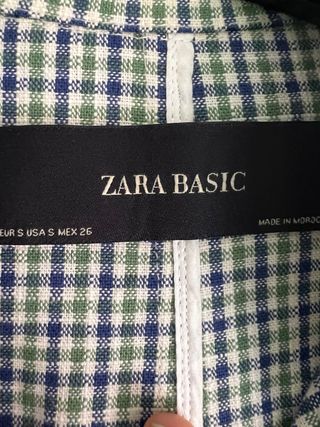 ZARA BASIC
EUR S USA S MEX 26
MADE IN